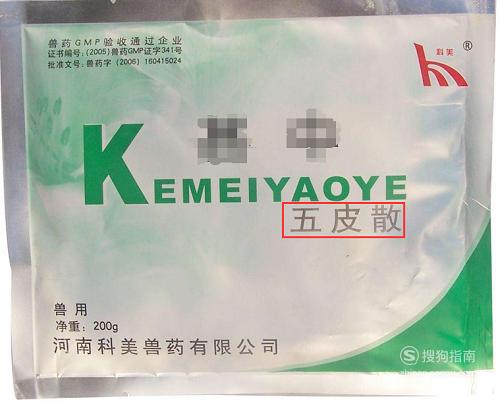 兽药GMP验收通过企业
证书编号:(2005)兽药GMP证字341号
批准文号:兽药字(2006)160415024
科美
®
KEMEIYAOYE
五皮散
兽用
净重:200g
河南科美兽药有限公司
搜狗指南